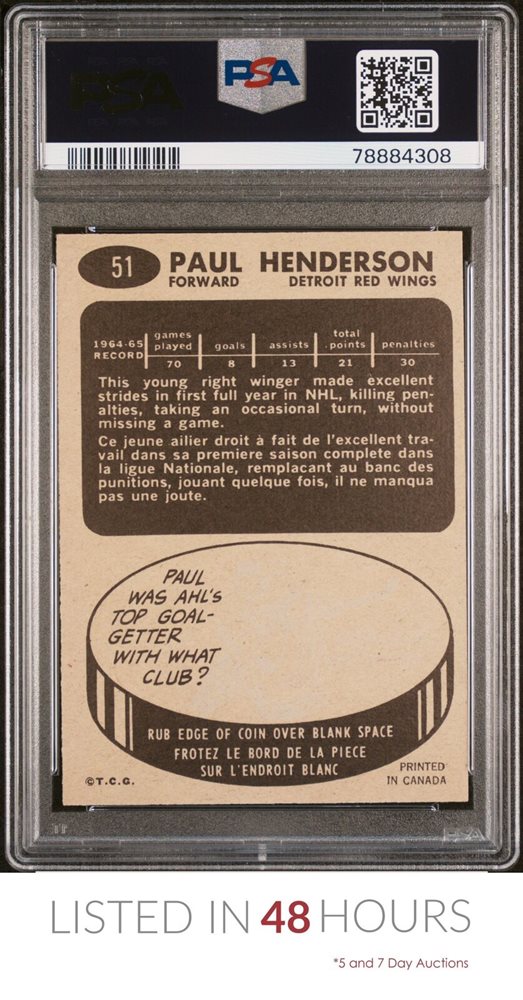 PSA
PSA
78884308
51 PAUL HENDERSON
FORWARD DETROIT RED WINGS
1964-65 RECORD
games played goals assists total points penalties
70 8 13 21 30
This young right winger made excellent
strides in first full year in NHL, killing pen-
alties, taking an occasional turn, without
missing a game.
Ce jeune ailier droit à fait de l'excellent tra-
vail dans sa premiere saison complete dans
la ligue Nationale, remplacant au banc des
punitions, jouant quelque fois, il ne manqua
pas une joute.
PAUL
WAS AHL'S
TOP GOAL-
GETTER
WITH WHAT
CLUB?
RUB EDGE OF COIN OVER BLANK SPACE
FROTEZ LE BORD DE LA PIECE
SUR L'ENDROIT BLANC
©T.C.G.
PRINTED
IN CANADA
PSA
LISTED IN 48 HOURS
*5 and 7 Day Auctions